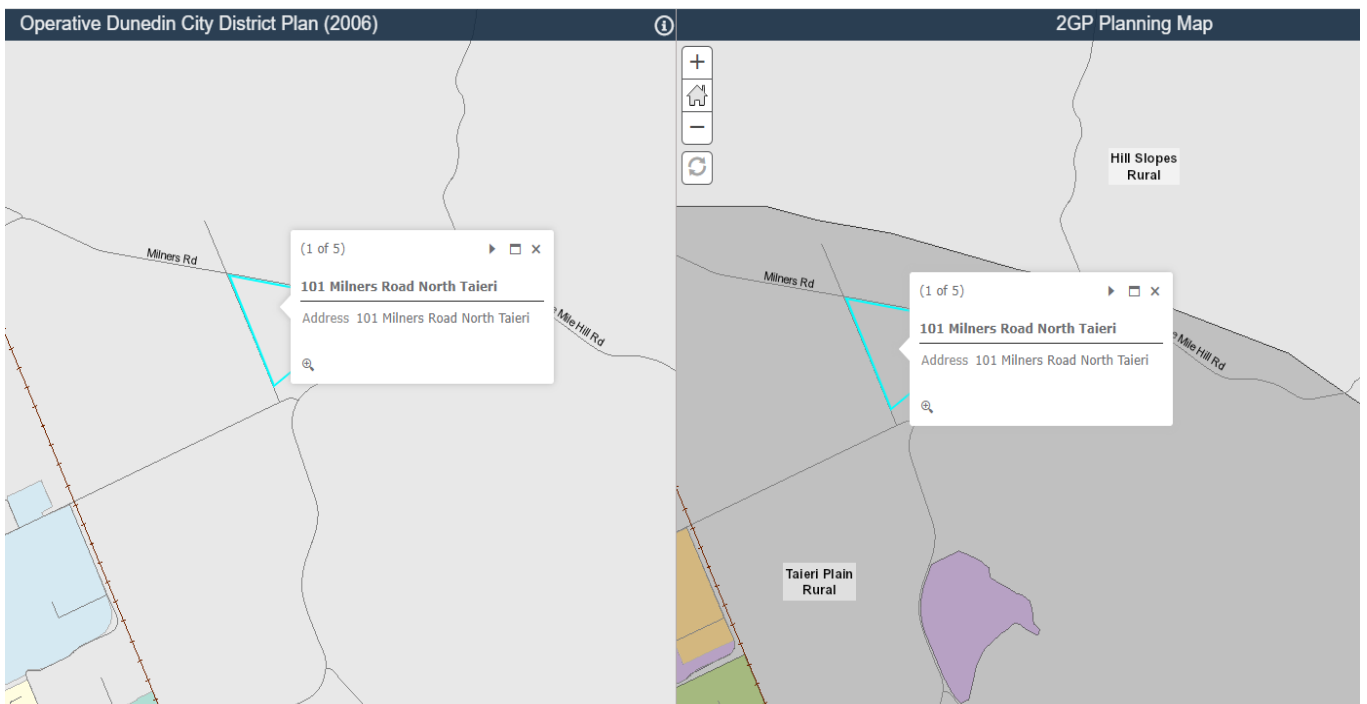 Operative Dunedin City District Plan (2006)
2GP Planning Map
Milners Rd
(1 of 5)
101 Milners Road North Taieri
Address 101 Milners Road North Taieri
Mile Hill Rd
Hill Slopes
Rural
Milners Rd
(1 of 5)
101 Milners Road North Taieri
Address 101 Milners Road North Taieri
Mile Hill Rd
Taieri Plain
Rural